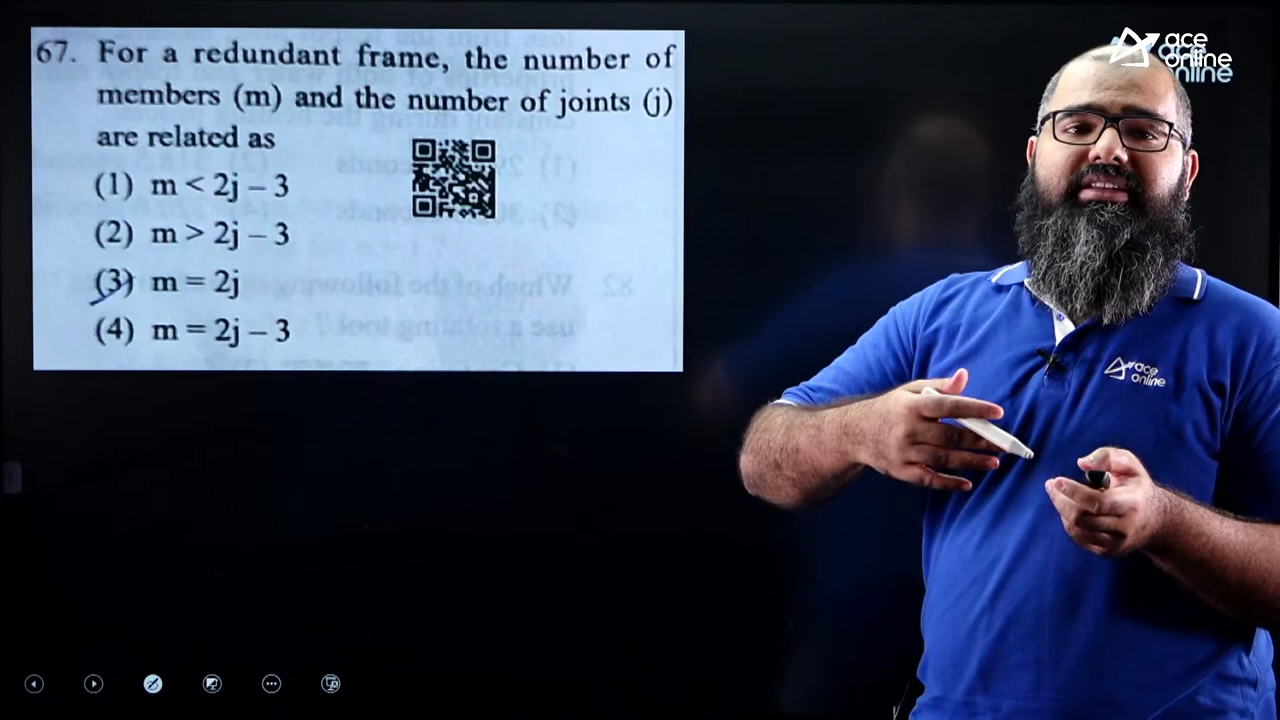 67. For a redundant frame, the number of
members (m) and the number of joints (j)
are related as
(1) m < 2j – 3
(2) m > 2j – 3
(3) m = 2j
(4) m = 2j – 3
ace
online
ace
online